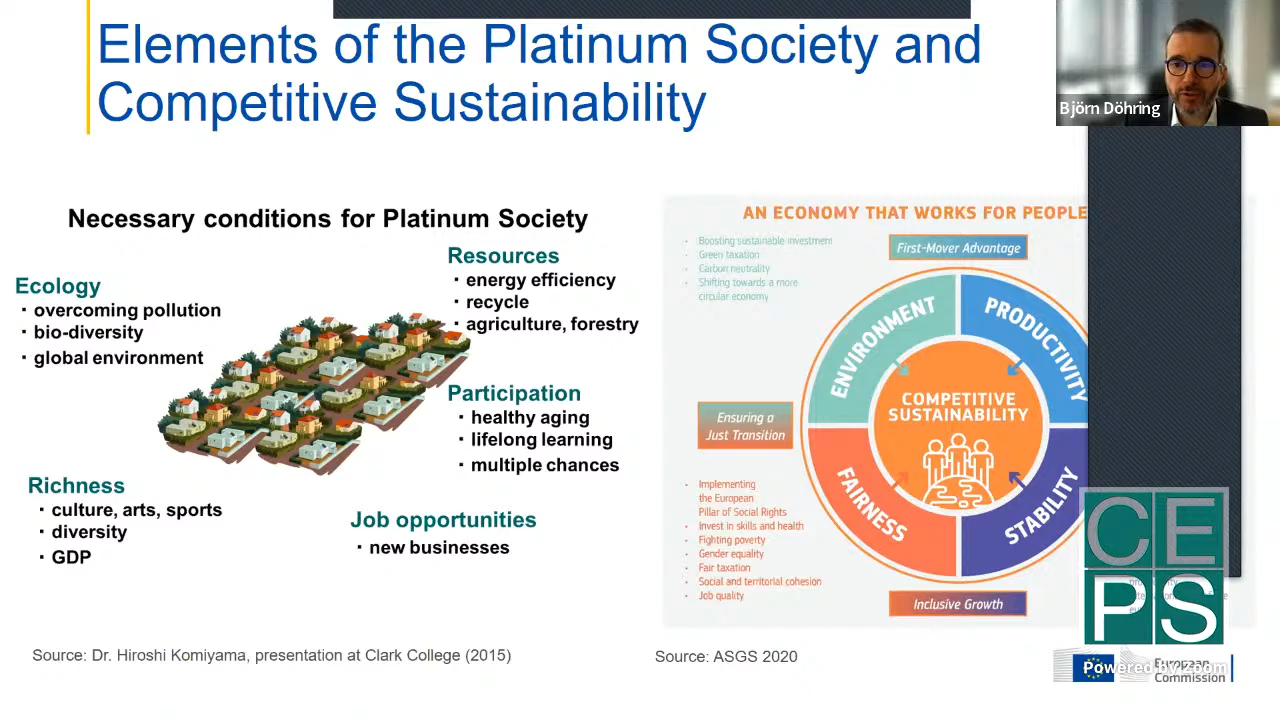 Elements of the Platinum Society and
Competitive Sustainability
Björn Döhring
Necessary conditions for Platinum Society
Ecology
・overcoming pollution
・bio-diversity
・global environment
Resources
・energy efficiency
・recycle
・agriculture, forestry
Participation
・healthy aging
・lifelong learning
・multiple chances
Richness
・culture, arts, sports
・diversity
・GDP
Job opportunities
・new businesses
Source: Dr. Hiroshi Komiyama, presentation at Clark College (2015)
AN ECONOMY THAT WORKS FOR PEOPLE
• Boosting sustainable investment
• Green taxation
• Carbon neutrality
• Shifting towards a more
circular economy
First-Mover Advantage
ENVIRONMENT
PRODUCTIVITY
COMPETITIVE
SUSTAINABILITY
Ensuring a
Just Transition
FAIRNESS
STABILITY
• Implementing
the European
Pillar of Social Rights
• Invest in skills and health
• Fighting poverty
• Gender equality
• Fair taxation
• Social and territorial cohesion
• Job quality
Inclusive Growth
Source: ASGS 2020
CE
PS
Powered by Zoom
European
Commission